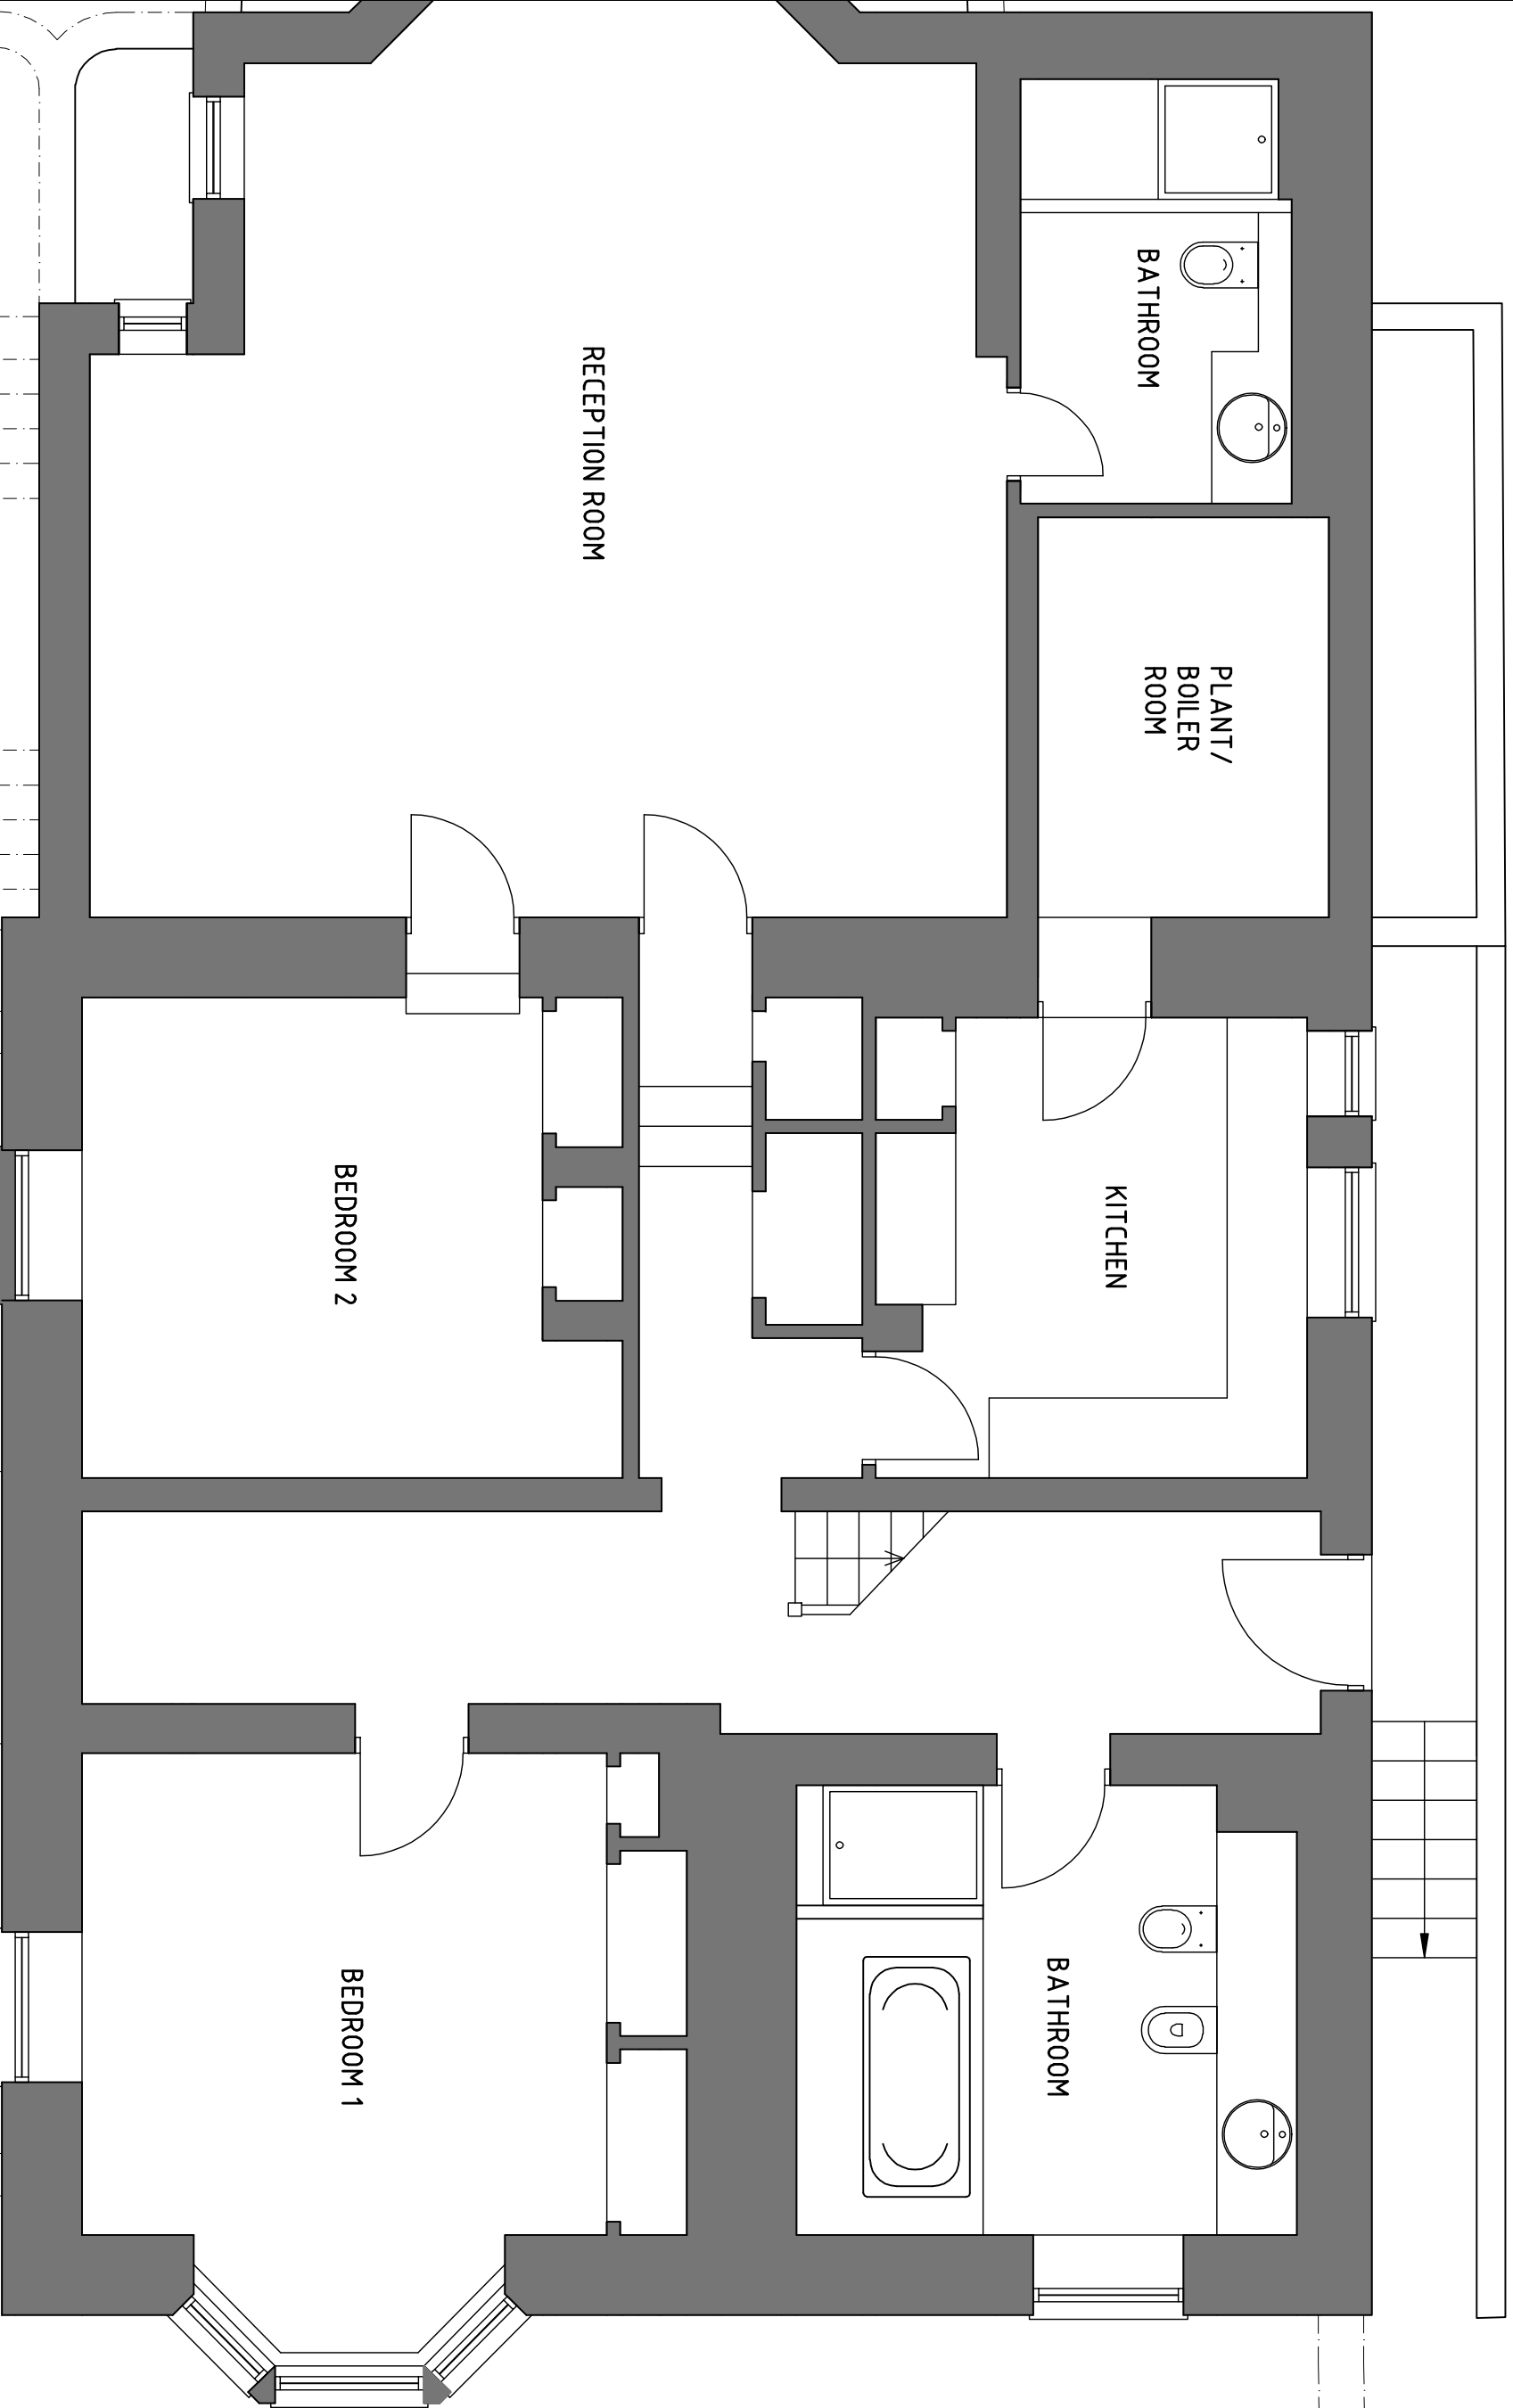 BATHROOM
RECEPTION ROOM
PLANT/
BOILER
ROOM
KITCHEN
BEDROOM 2
BATHROOM
BEDROOM 1